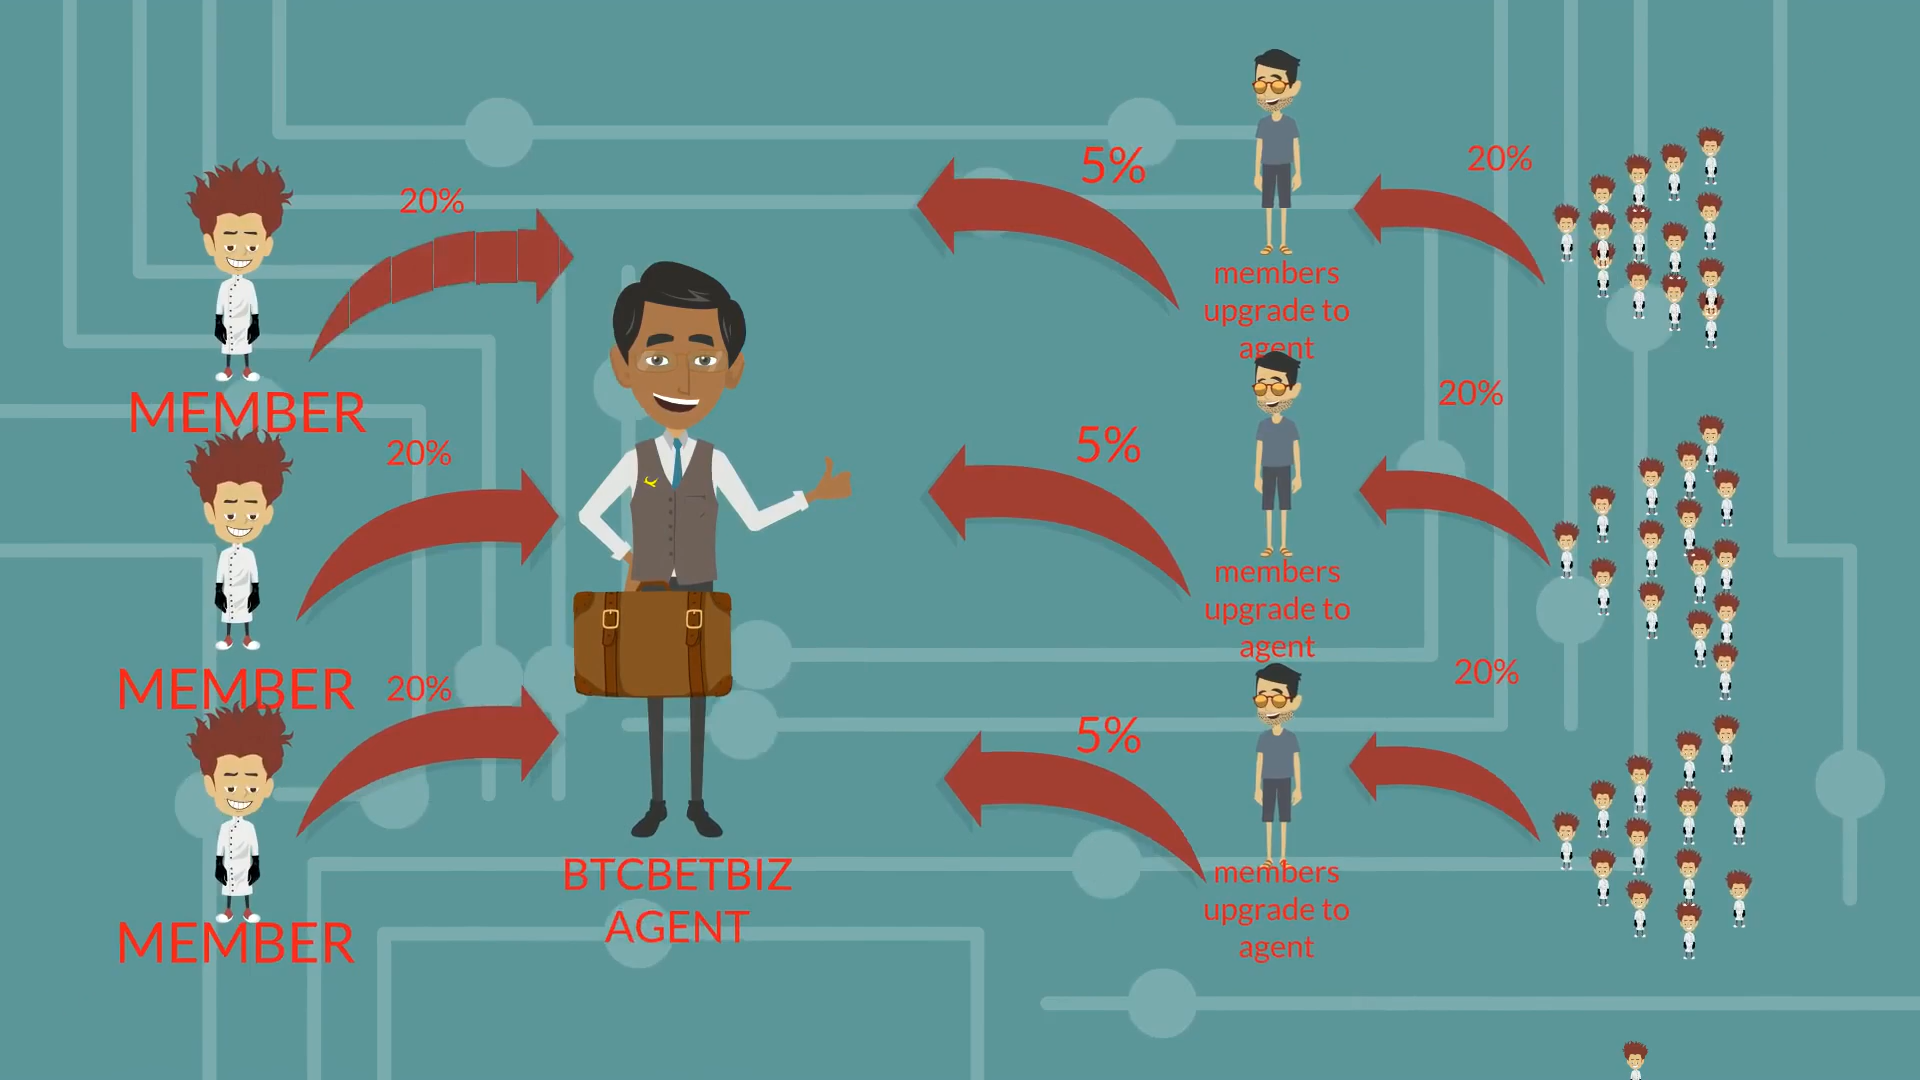 20%
MEMBER
20%
MEMBER
20%
MEMBER
BTCBETBIZ
AGENT
5%
members
upgrade to
agent
5%
members
upgrade to
agent
5%
members
upgrade to
agent
20%
20%
20%